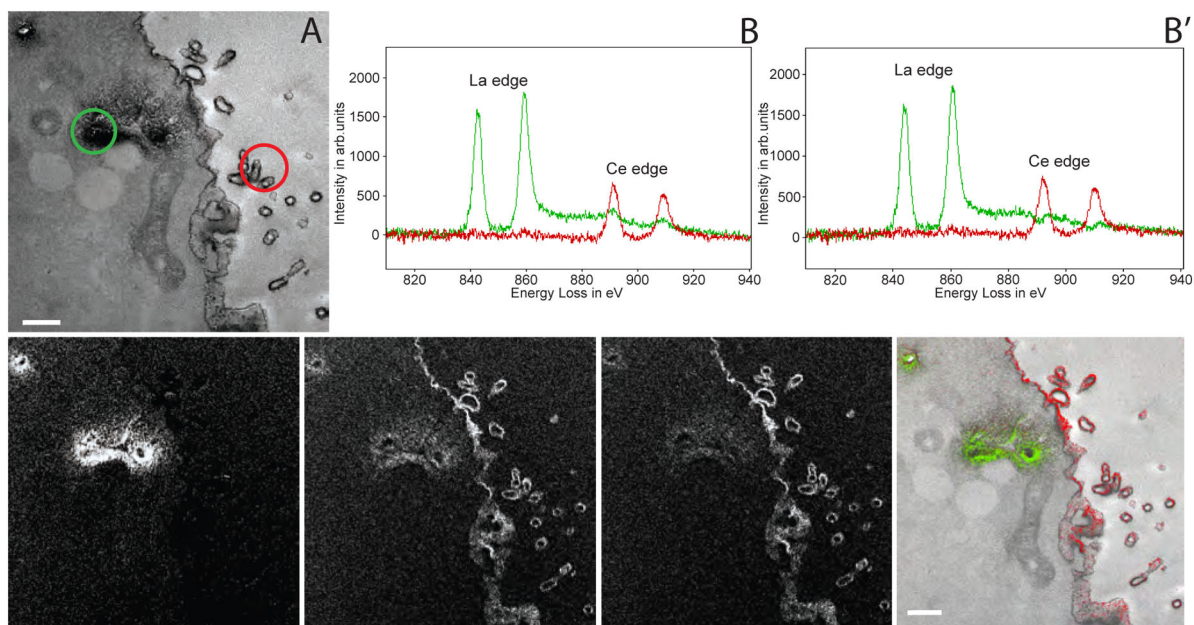 A
B
B′
2000
1500
1000
500
0
Intensity in arb.units
La edge
Ce edge
820
840
860
880
900
920
940
Energy Loss in eV
2000
1500
1000
500
0
Intensity in arb.units
La edge
Ce edge
820
840
860
880
900
920
940
Energy Loss in eV